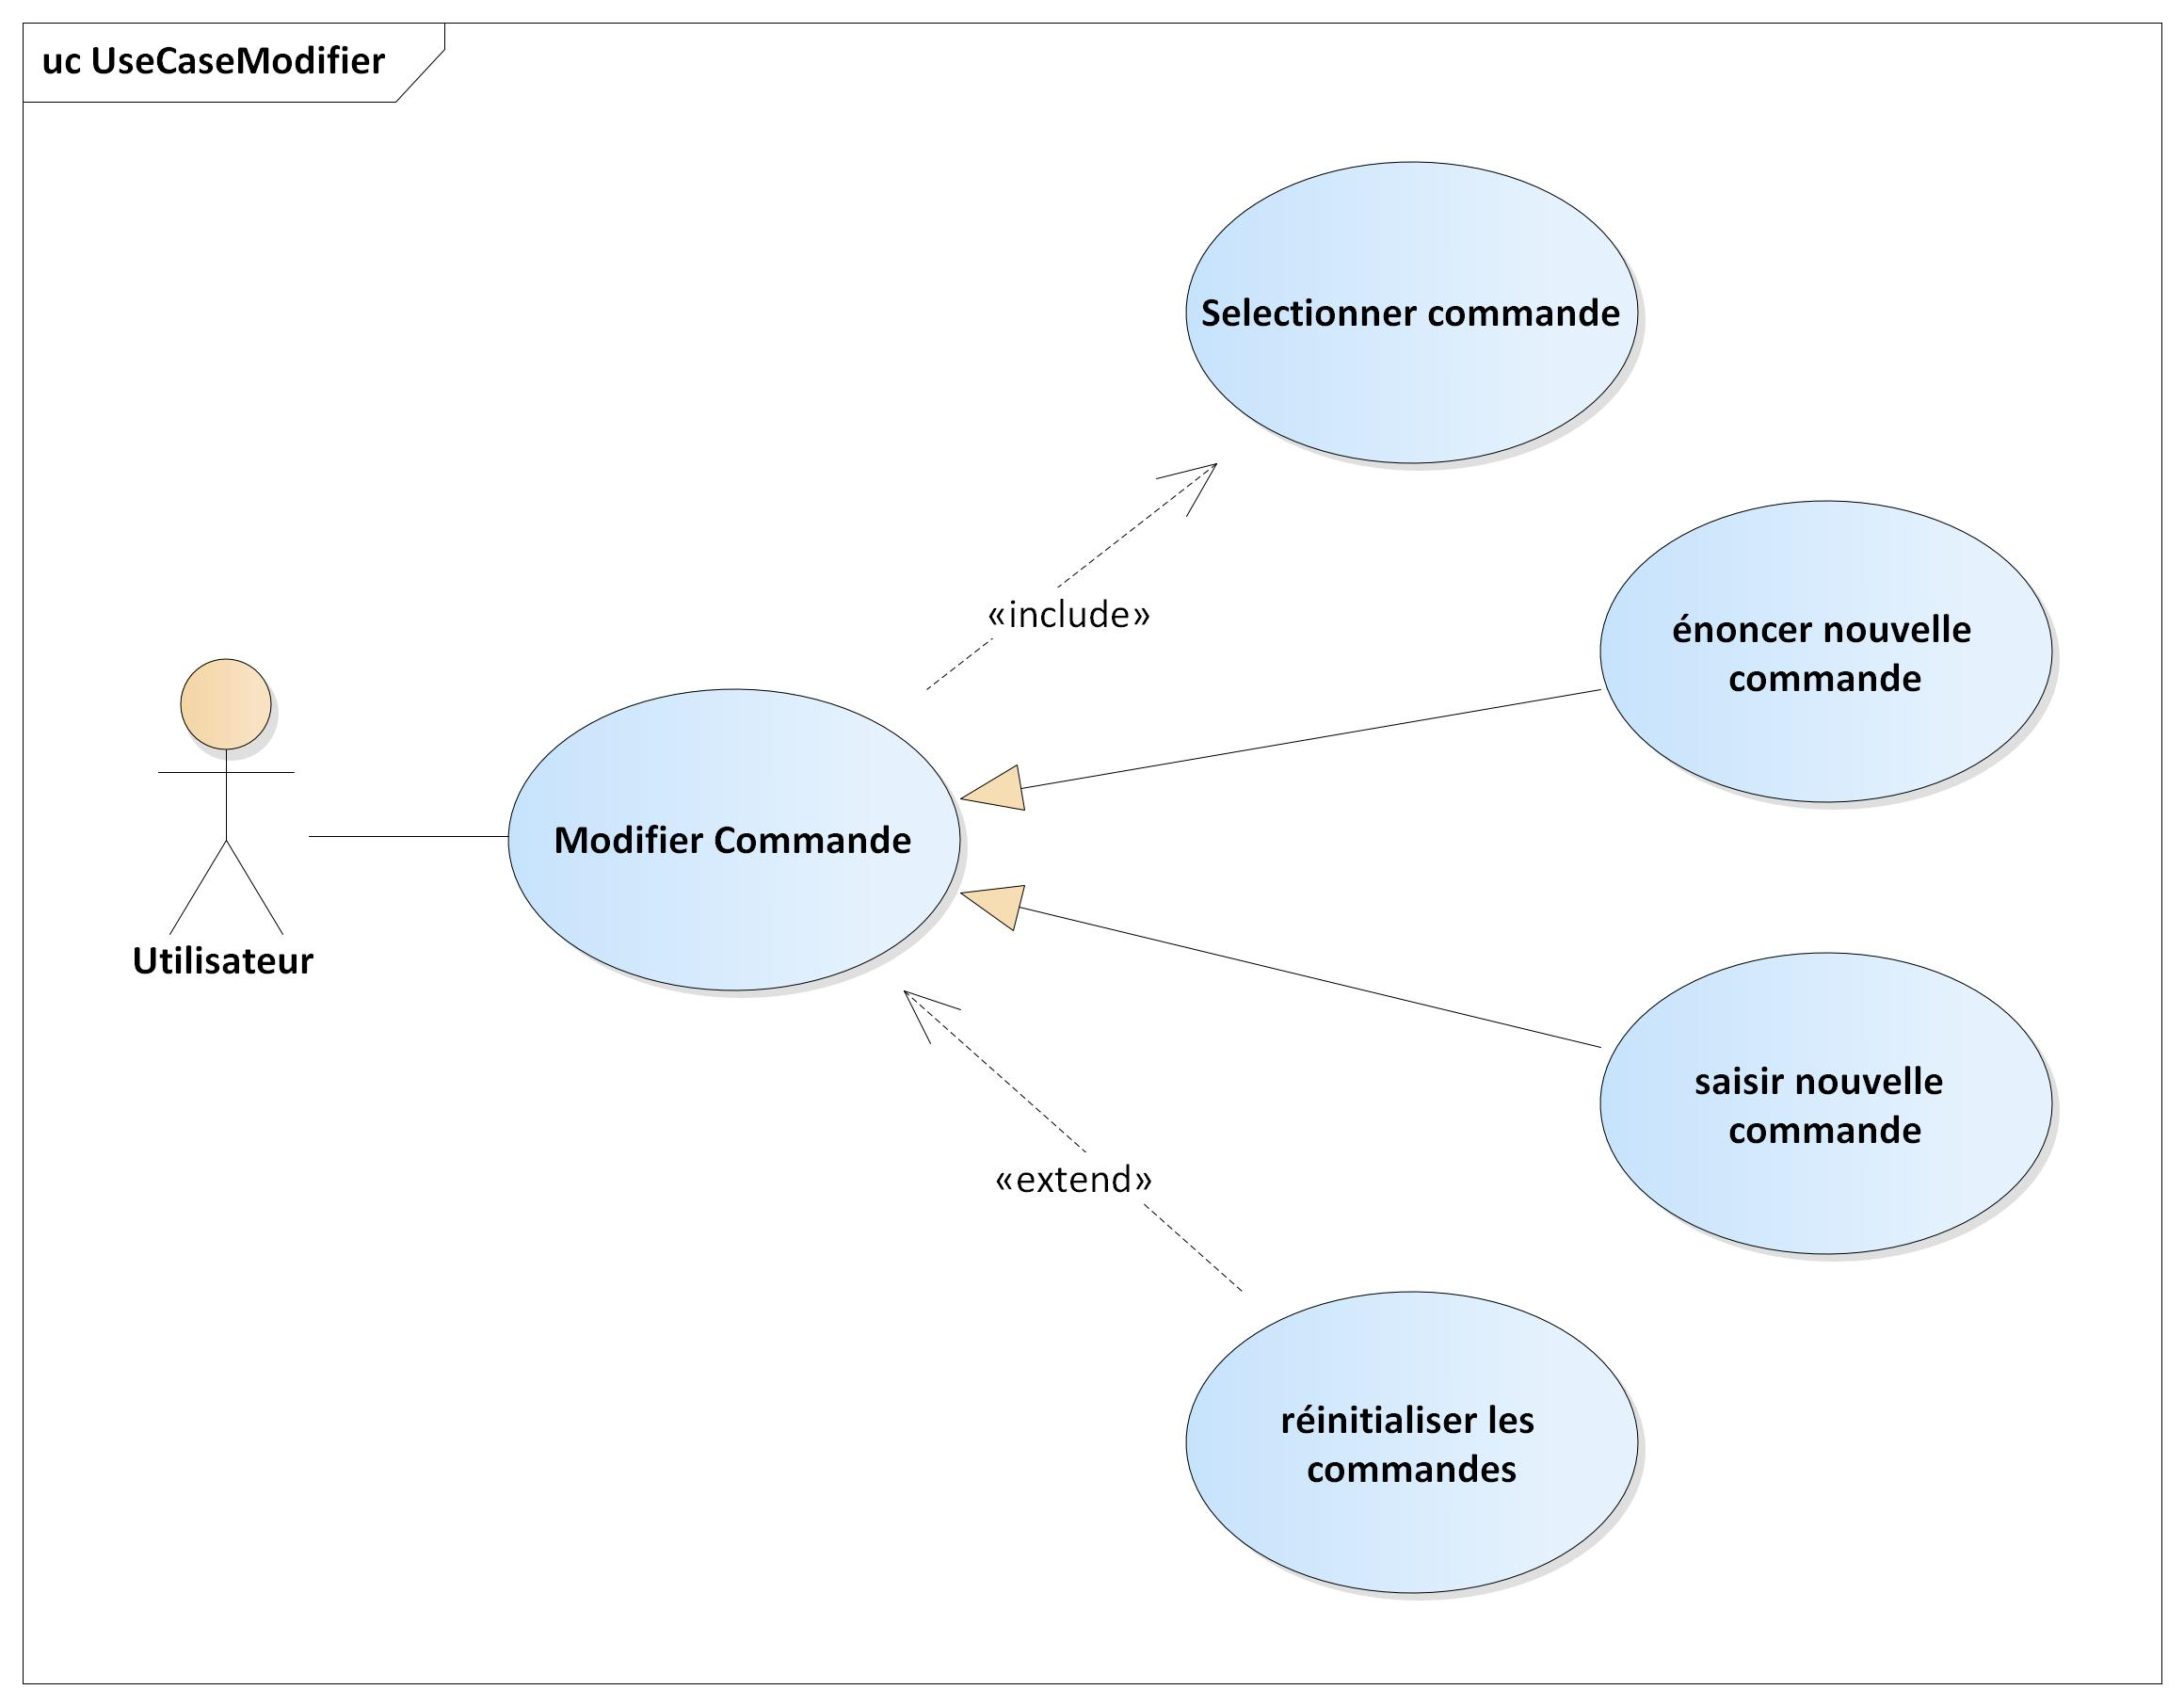 uc UseCaseModifier
Selectionner commande
«include»
énoncer nouvelle
commande
Modifier Commande
Utilisateur
saisir nouvelle
commande
«extend»
réinitialiser les
commandes